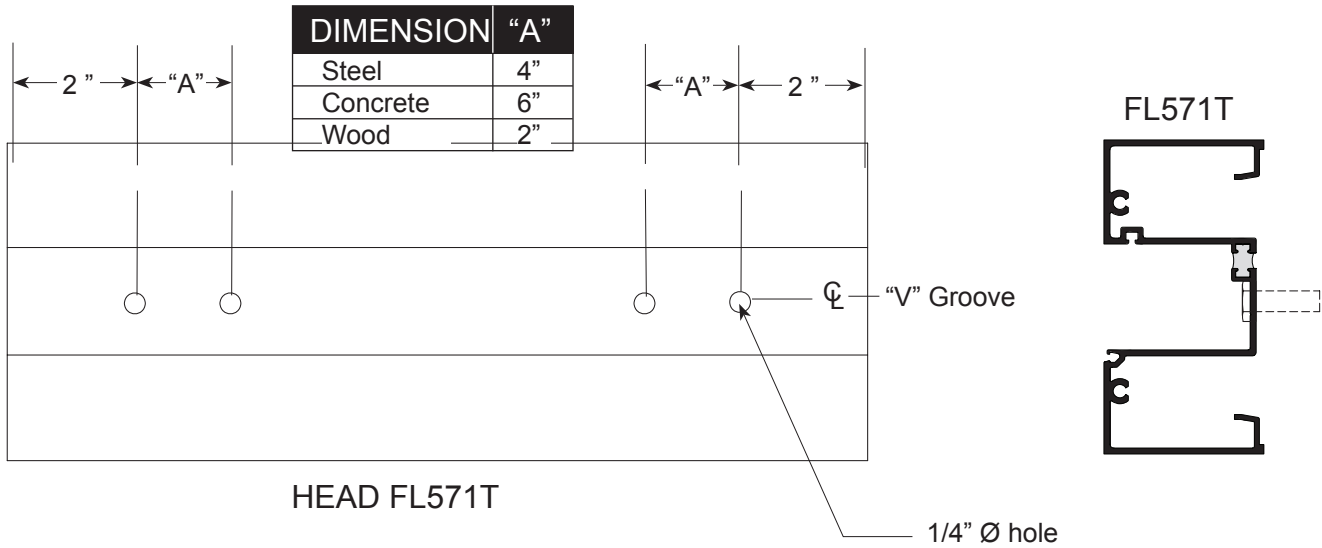 DIMENSION "A"
Steel 4”
Concrete 6”
Wood 2”
2 ” “A” “A” 2 ”
FL571T
℄ “V” Groove
HEAD FL571T
1/4” Ø hole